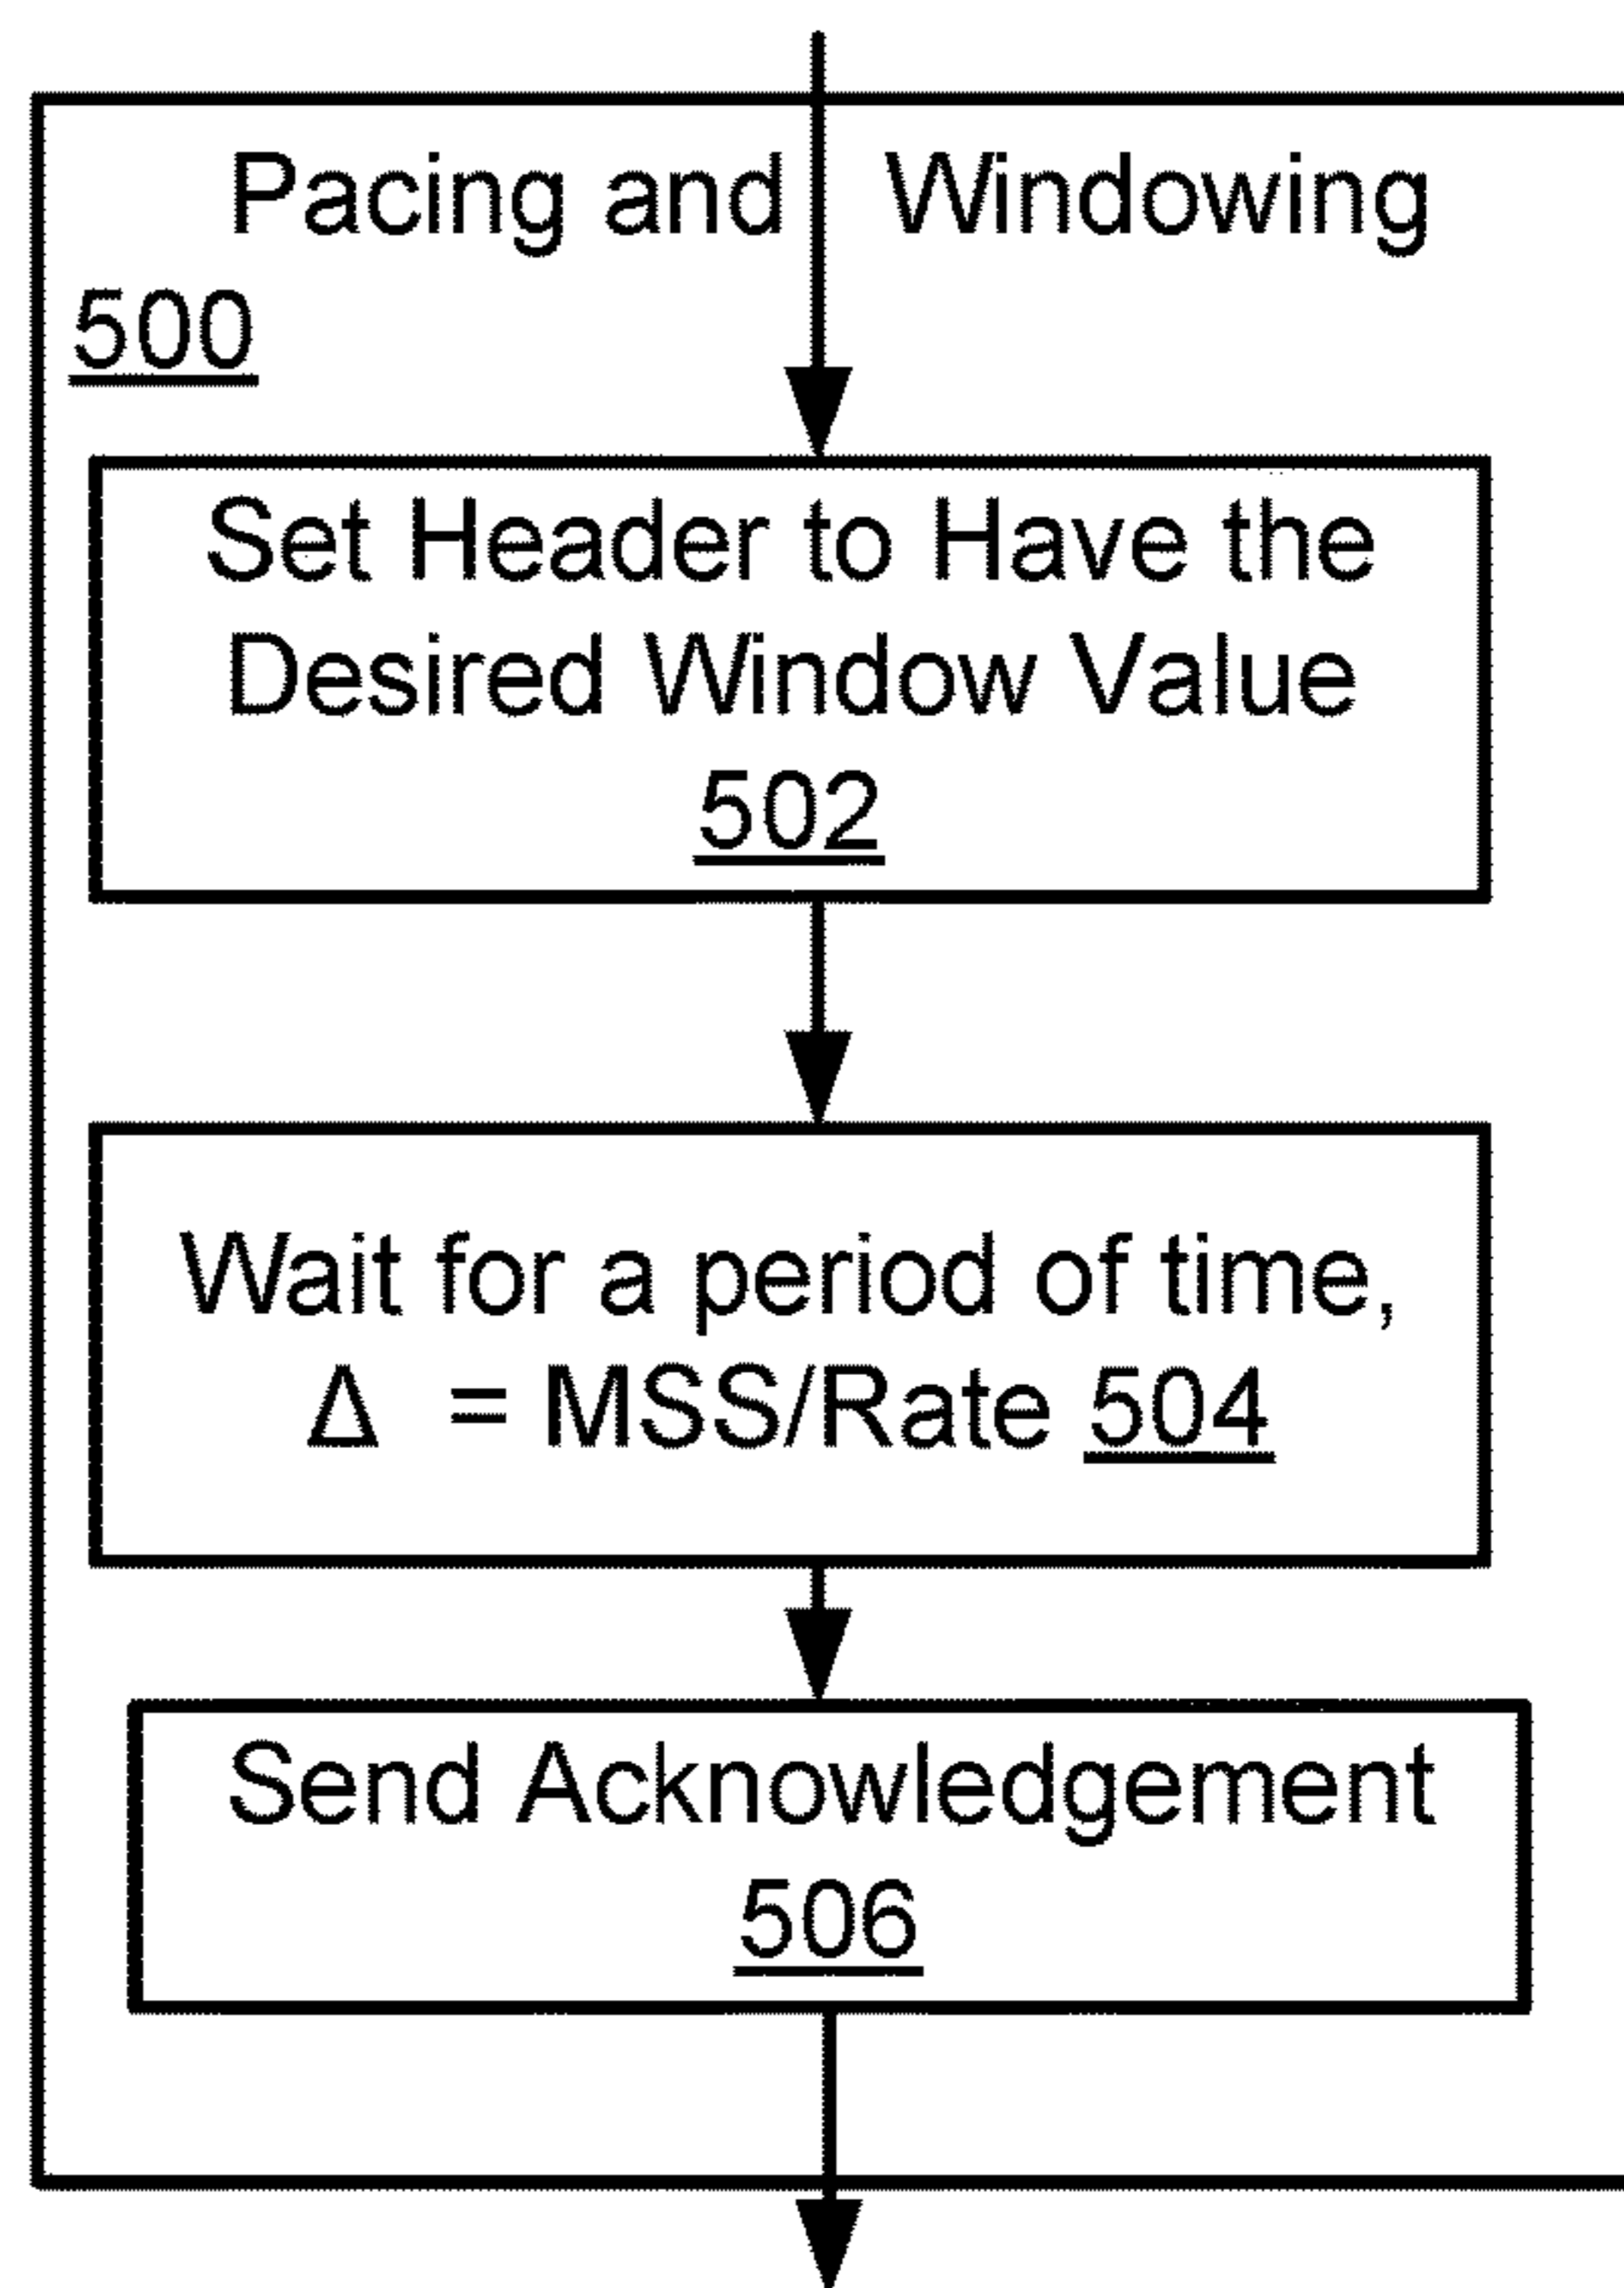 Pacing and Windowing
500
Set Header to Have the
Desired Window Value
502
Wait for a period of time,
Δ = MSS/Rate 504
Send Acknowledgement
506